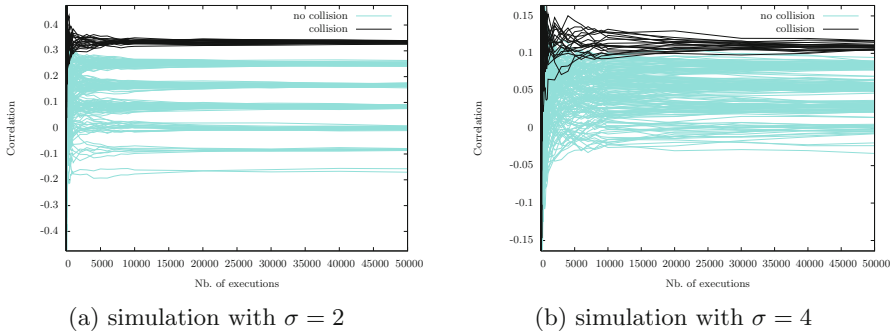 no collision
collision
0.4
0.3
0.2
0.1
0
-0.1
-0.2
-0.3
-0.4
Correlation
0 5000 10000 15000 20000 25000 30000 35000 40000 45000 50000
Nb. of executions
(a) simulation with σ = 2
no collision
collision
0.15
0.1
0.05
0
-0.05
-0.1
-0.15
Correlation
0 5000 10000 15000 20000 25000 30000 35000 40000 45000 50000
Nb. of executions
(b) simulation with σ = 4